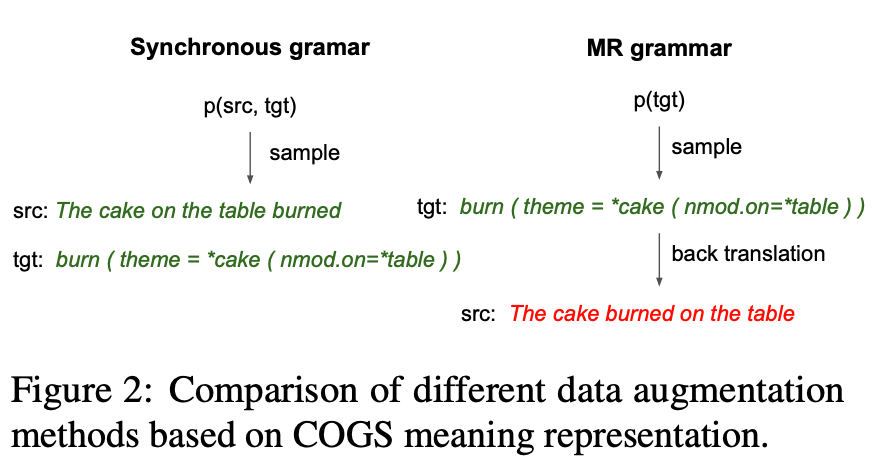 Synchronous gramar
p(src, tgt)
sample
src: The cake on the table burned
tgt: burn ( theme = *cake ( nmod.on=*table ) )
MR grammar
p(tgt)
sample
tgt: burn ( theme = *cake ( nmod.on=*table ) )
back translation
src: The cake burned on the table
Figure 2: Comparison of different data augmentation
methods based on COGS meaning representation.